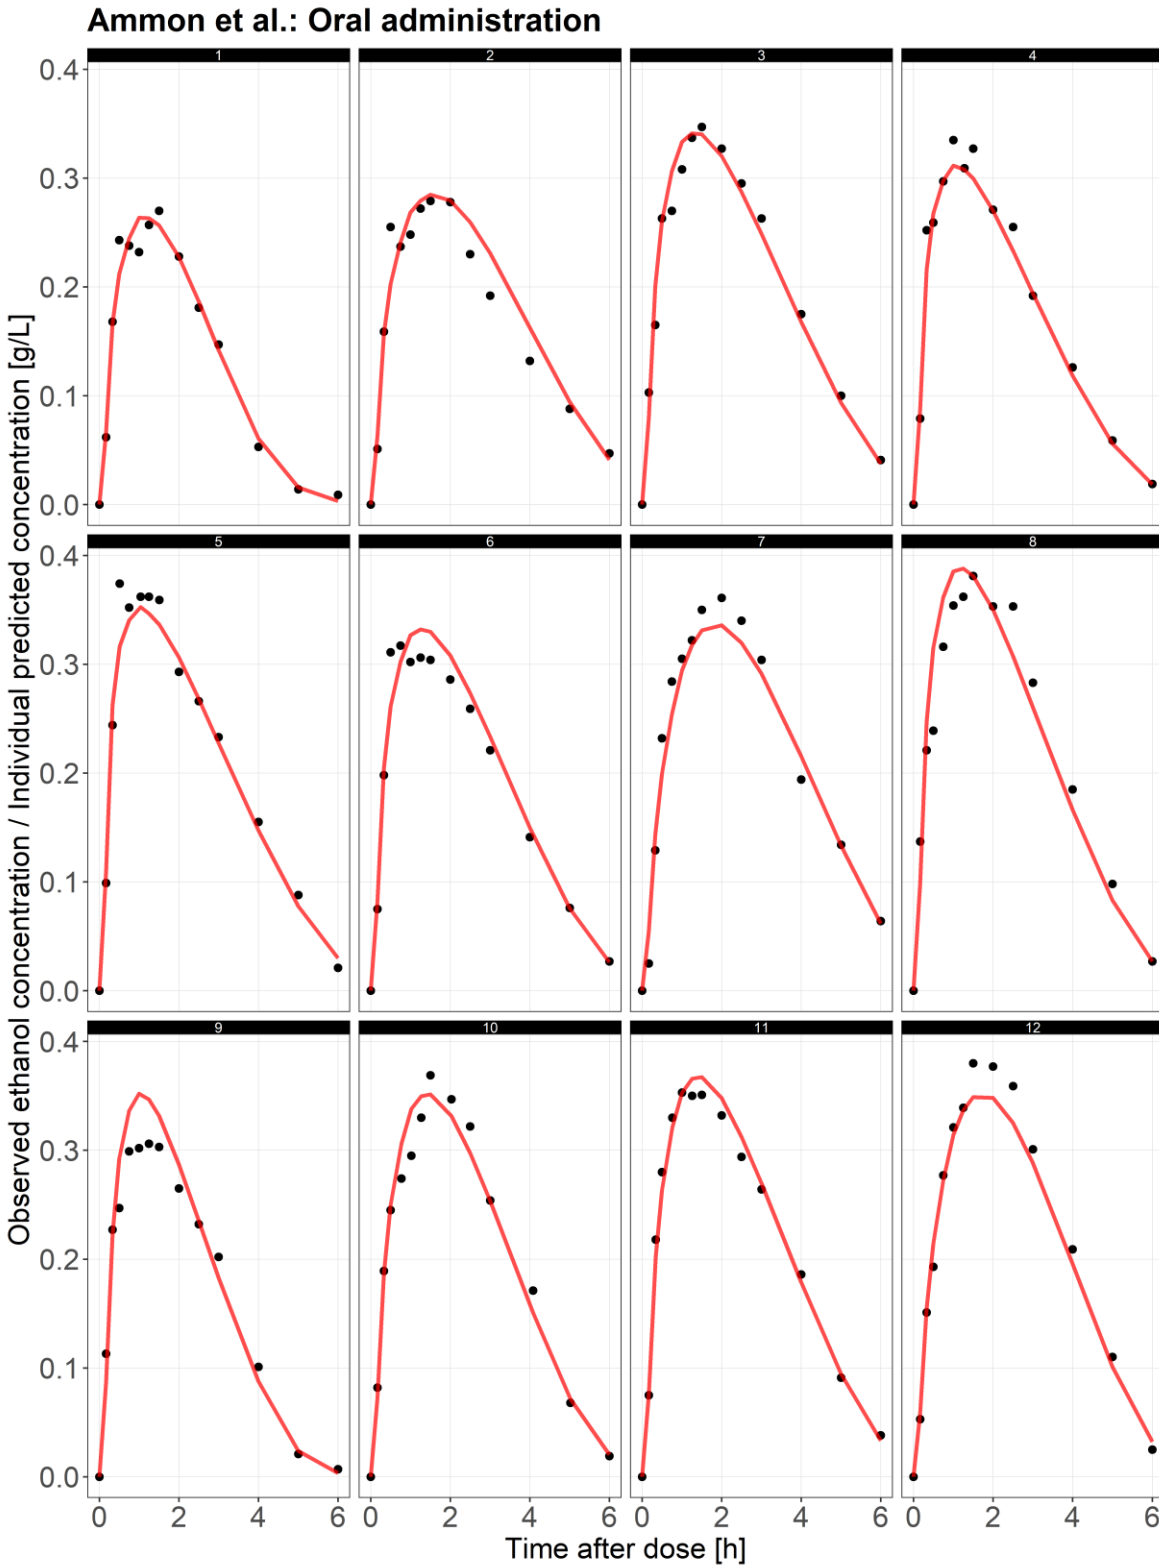 Ammon et al.: Oral administration
1 2 3 4
0.4
0.3
0.2
0.1
0.0
5 6 7 8
0.4
0.3
0.2
0.1
0.0
9 10 11 12
0.4
0.3
0.2
0.1
0.0
0 2 4 6 0 2 4 6 0 2 4 6 0 2 4 6
Time after dose [h]
Observed ethanol concentration / Individual predicted concentration [g/L]